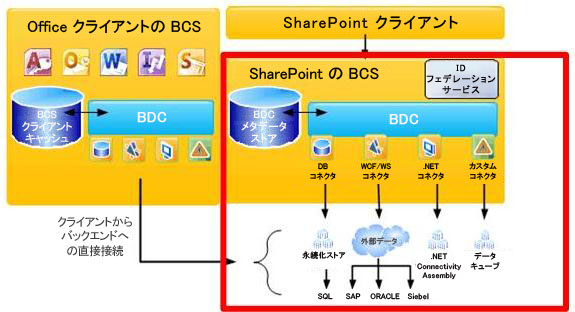 Office クライアントの BCS
SharePoint クライアント
A
O
W
I
S
BCS
クライアント
キャッシュ
BDC
SharePoint の BCS
ID
フェデレーション
サービス
BDC
メタデータ
ストア
BDC
DB
コネクタ
WCF/WS
コネクタ
.NET
コネクタ
カスタム
コネクタ
クライアントから
バックエンドへ
の直接接続
永続化ストア
外部データ
.NET
Connectivity
Assembly
データ
キューブ
SQL
SAP
ORACLE
Siebel